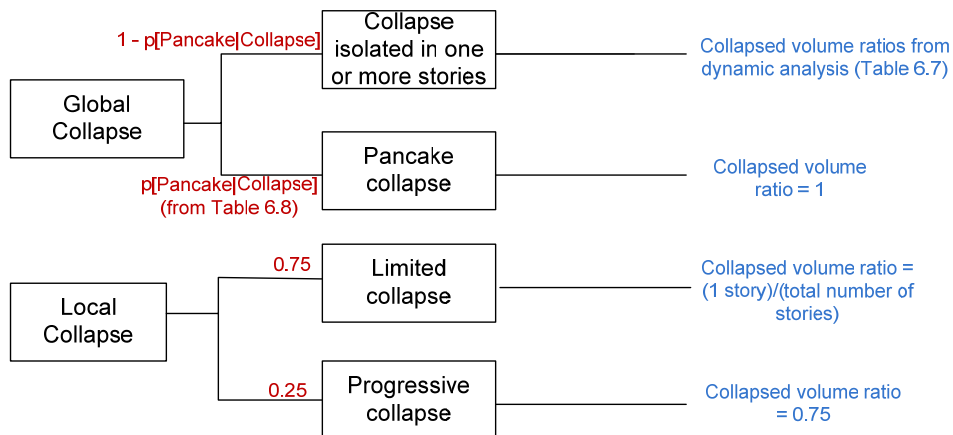 1 - p[Pancake|Collapse]
Collapse
isolated in one
or more stories
Collapsed volume ratios from
dynamic analysis (Table 6.7)
Global
Collapse
p[Pancake|Collapse]
(from Table 6.8)
Pancake
collapse
Collapsed volume
ratio = 1
Local
Collapse
0.75
Limited
collapse
Collapsed volume ratio =
(1 story)/(total number of
stories)
0.25
Progressive
collapse
Collapsed volume ratio
= 0.75